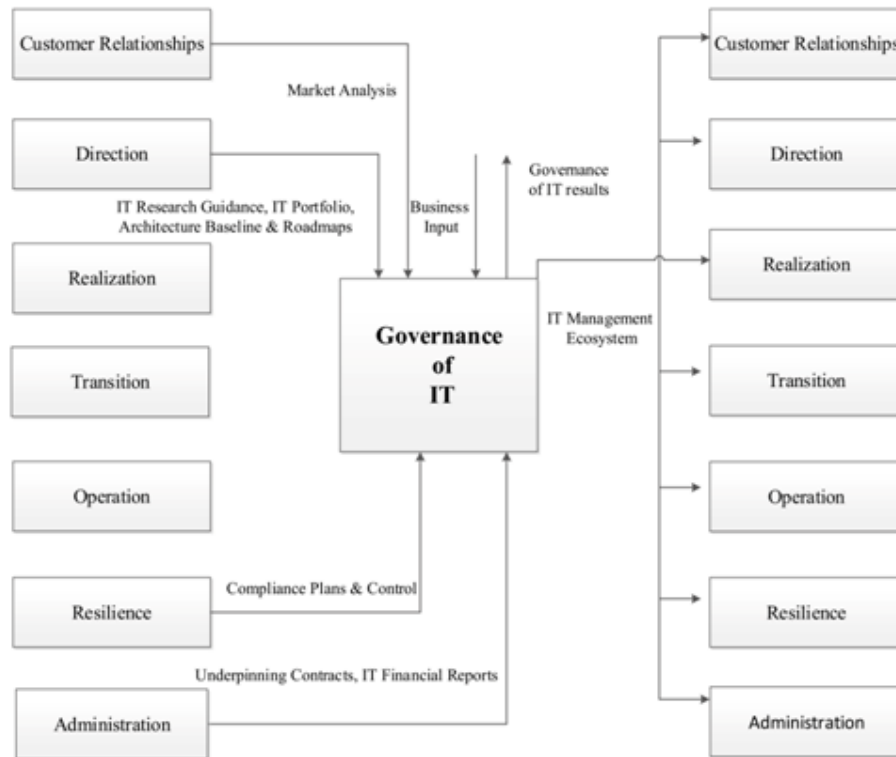 Customer Relationships
Customer Relationships
Market Analysis
Direction
Governance
of IT results
Direction
IT Research Guidance, IT Portfolio,
Architecture Baseline & Roadmaps
Business
Input
Realization
Realization
Governance
of
IT
IT Management
Ecosystem
Transition
Transition
Operation
Operation
Compliance Plans & Control
Resilience
Resilience
Underpinning Contracts, IT Financial Reports
Administration
Administration